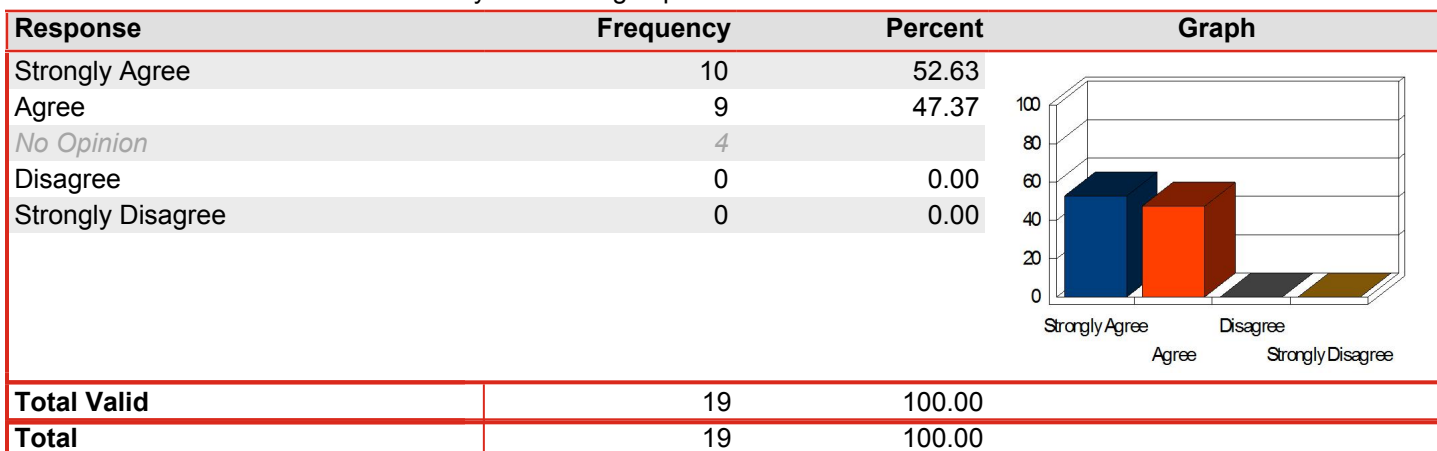 Response Frequency Percent Graph
Strongly Agree 10 52.63
Agree 9 47.37
No Opinion 4
Disagree 0 0.00
Strongly Disagree 0 0.00
100
80
60
40
20
0
Strongly Agree Disagree
Agree Strongly Disagree
Total Valid 19 100.00
Total 19 100.00